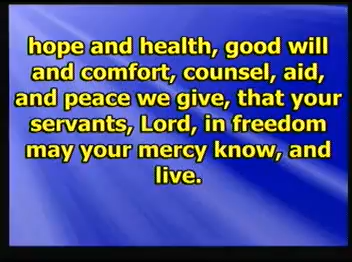 hope and health, good will
and comfort, counsel, aid,
and peace we give, that your
servants, Lord, in freedom
may your mercy know, and
live.